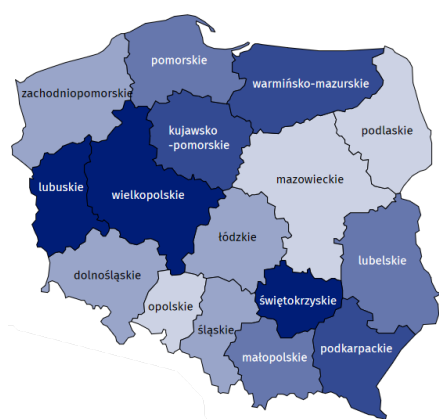 pomorskie
zachodniopomorskie
warmińsko-mazurskie
podlaskie
kujawsko
-pomorskie
lubuskie
wielkopolskie
mazowieckie
łódzkie
lubelskie
dolnośląskie
opolskie
świętokrzyskie
śląskie
podkarpackie
małopolskie